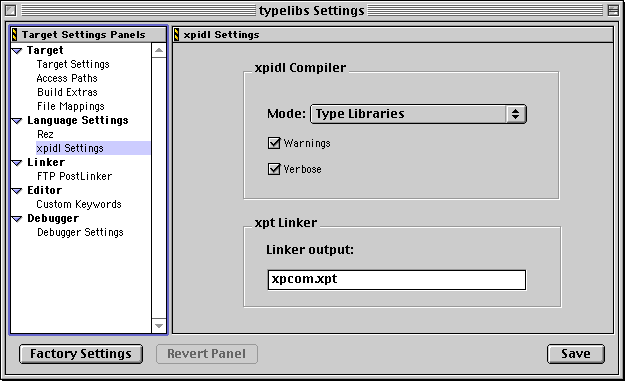 typelibs Settings
Target Settings Panels
Target
Target Settings
Access Paths
Build Extras
File Mappings
Language Settings
Rez
xpidl Settings
Linker
FTP PostLinker
Editor
Custom Keywords
Debugger
Debugger Settings
xpidl Settings
xpidl Compiler
Mode: Type Libraries
Warnings
Verbose
xpt Linker
Linker output:
xpcom.xpt
Factory Settings
Revert Panel
Save